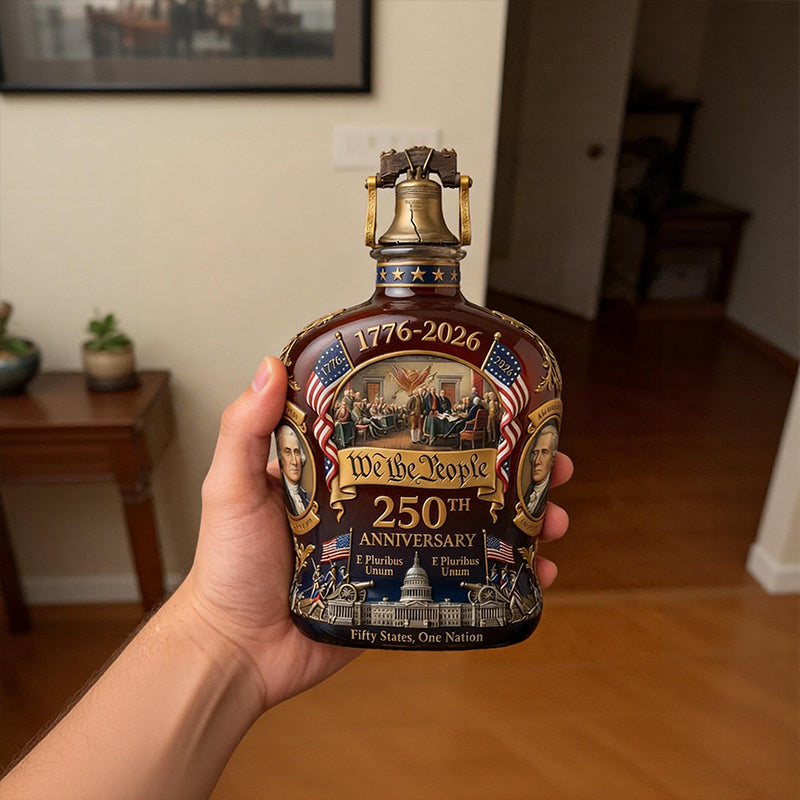 1776-2026
1776
2026
We the People
250TH
ANNIVERSARY
E Pluribus
Unum
E Pluribus
Unum
Fifty States, One Nation